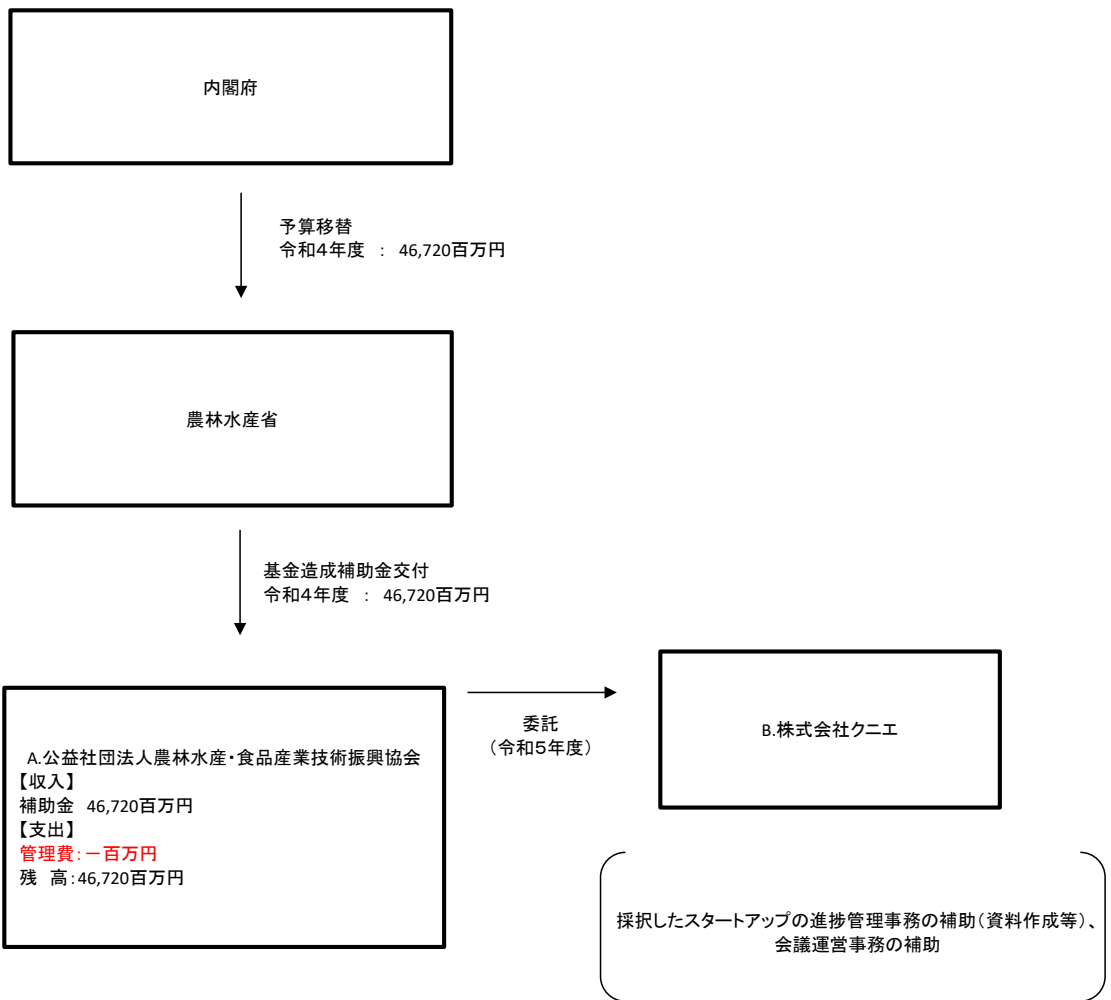 内閣府
予算移替
令和4年度 : 46,720百万円
農林水産省
基金造成補助金交付
令和4年度 : 46,720百万円
A.公益社団法人農林水産・食品産業技術振興協会
【収入】
補助金 46,720百万円
【支出】
管理費:－百万円
残 高:46,720百万円
委託
(令和5年度)
B.株式会社クニエ
採択したスタートアップの進捗管理事務の補助(資料作成等)、
会議運営事務の補助